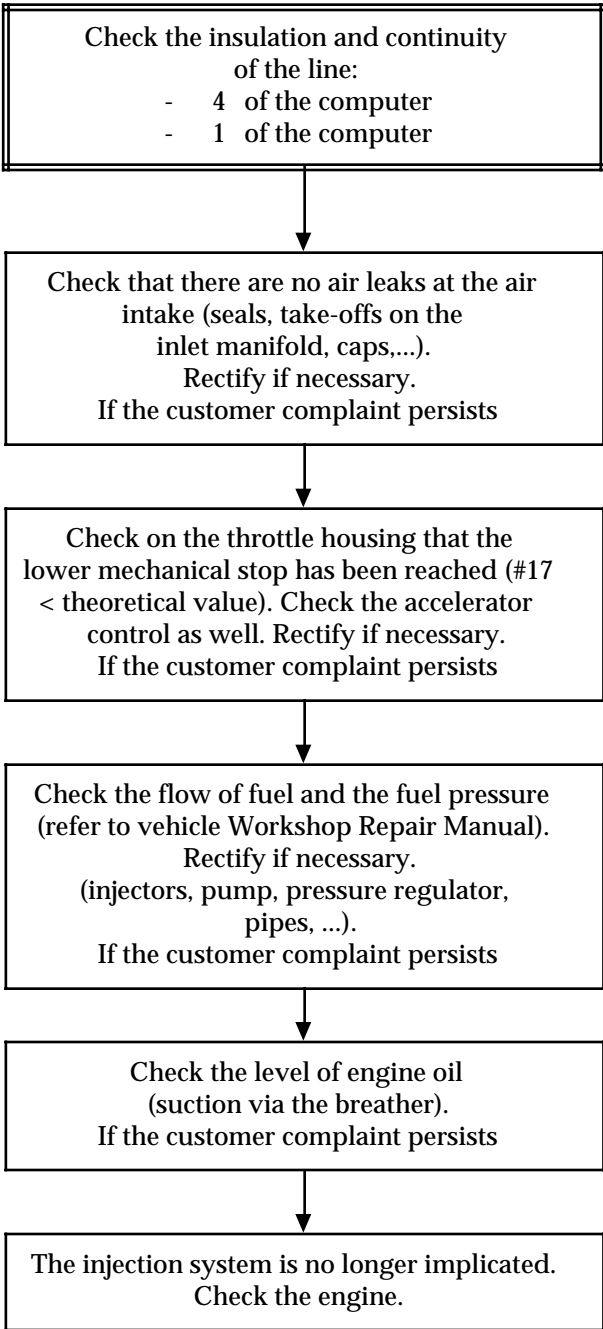 Check the insulation and continuity
of the line:
- 4 of the computer
- 1 of the computer
Check that there are no air leaks at the air
intake (seals, take-offs on the
inlet manifold, caps,...).
Rectify if necessary.
If the customer complaint persists
Check on the throttle housing that the
lower mechanical stop has been reached (#17
< theoretical value). Check the accelerator
control as well. Rectify if necessary.
If the customer complaint persists
Check the flow of fuel and the fuel pressure
(refer to vehicle Workshop Repair Manual).
Rectify if necessary.
(injectors, pump, pressure regulator,
pipes, ...).
If the customer complaint persists
Check the level of engine oil
(suction via the breather).
If the customer complaint persists
The injection system is no longer implicated.
Check the engine.